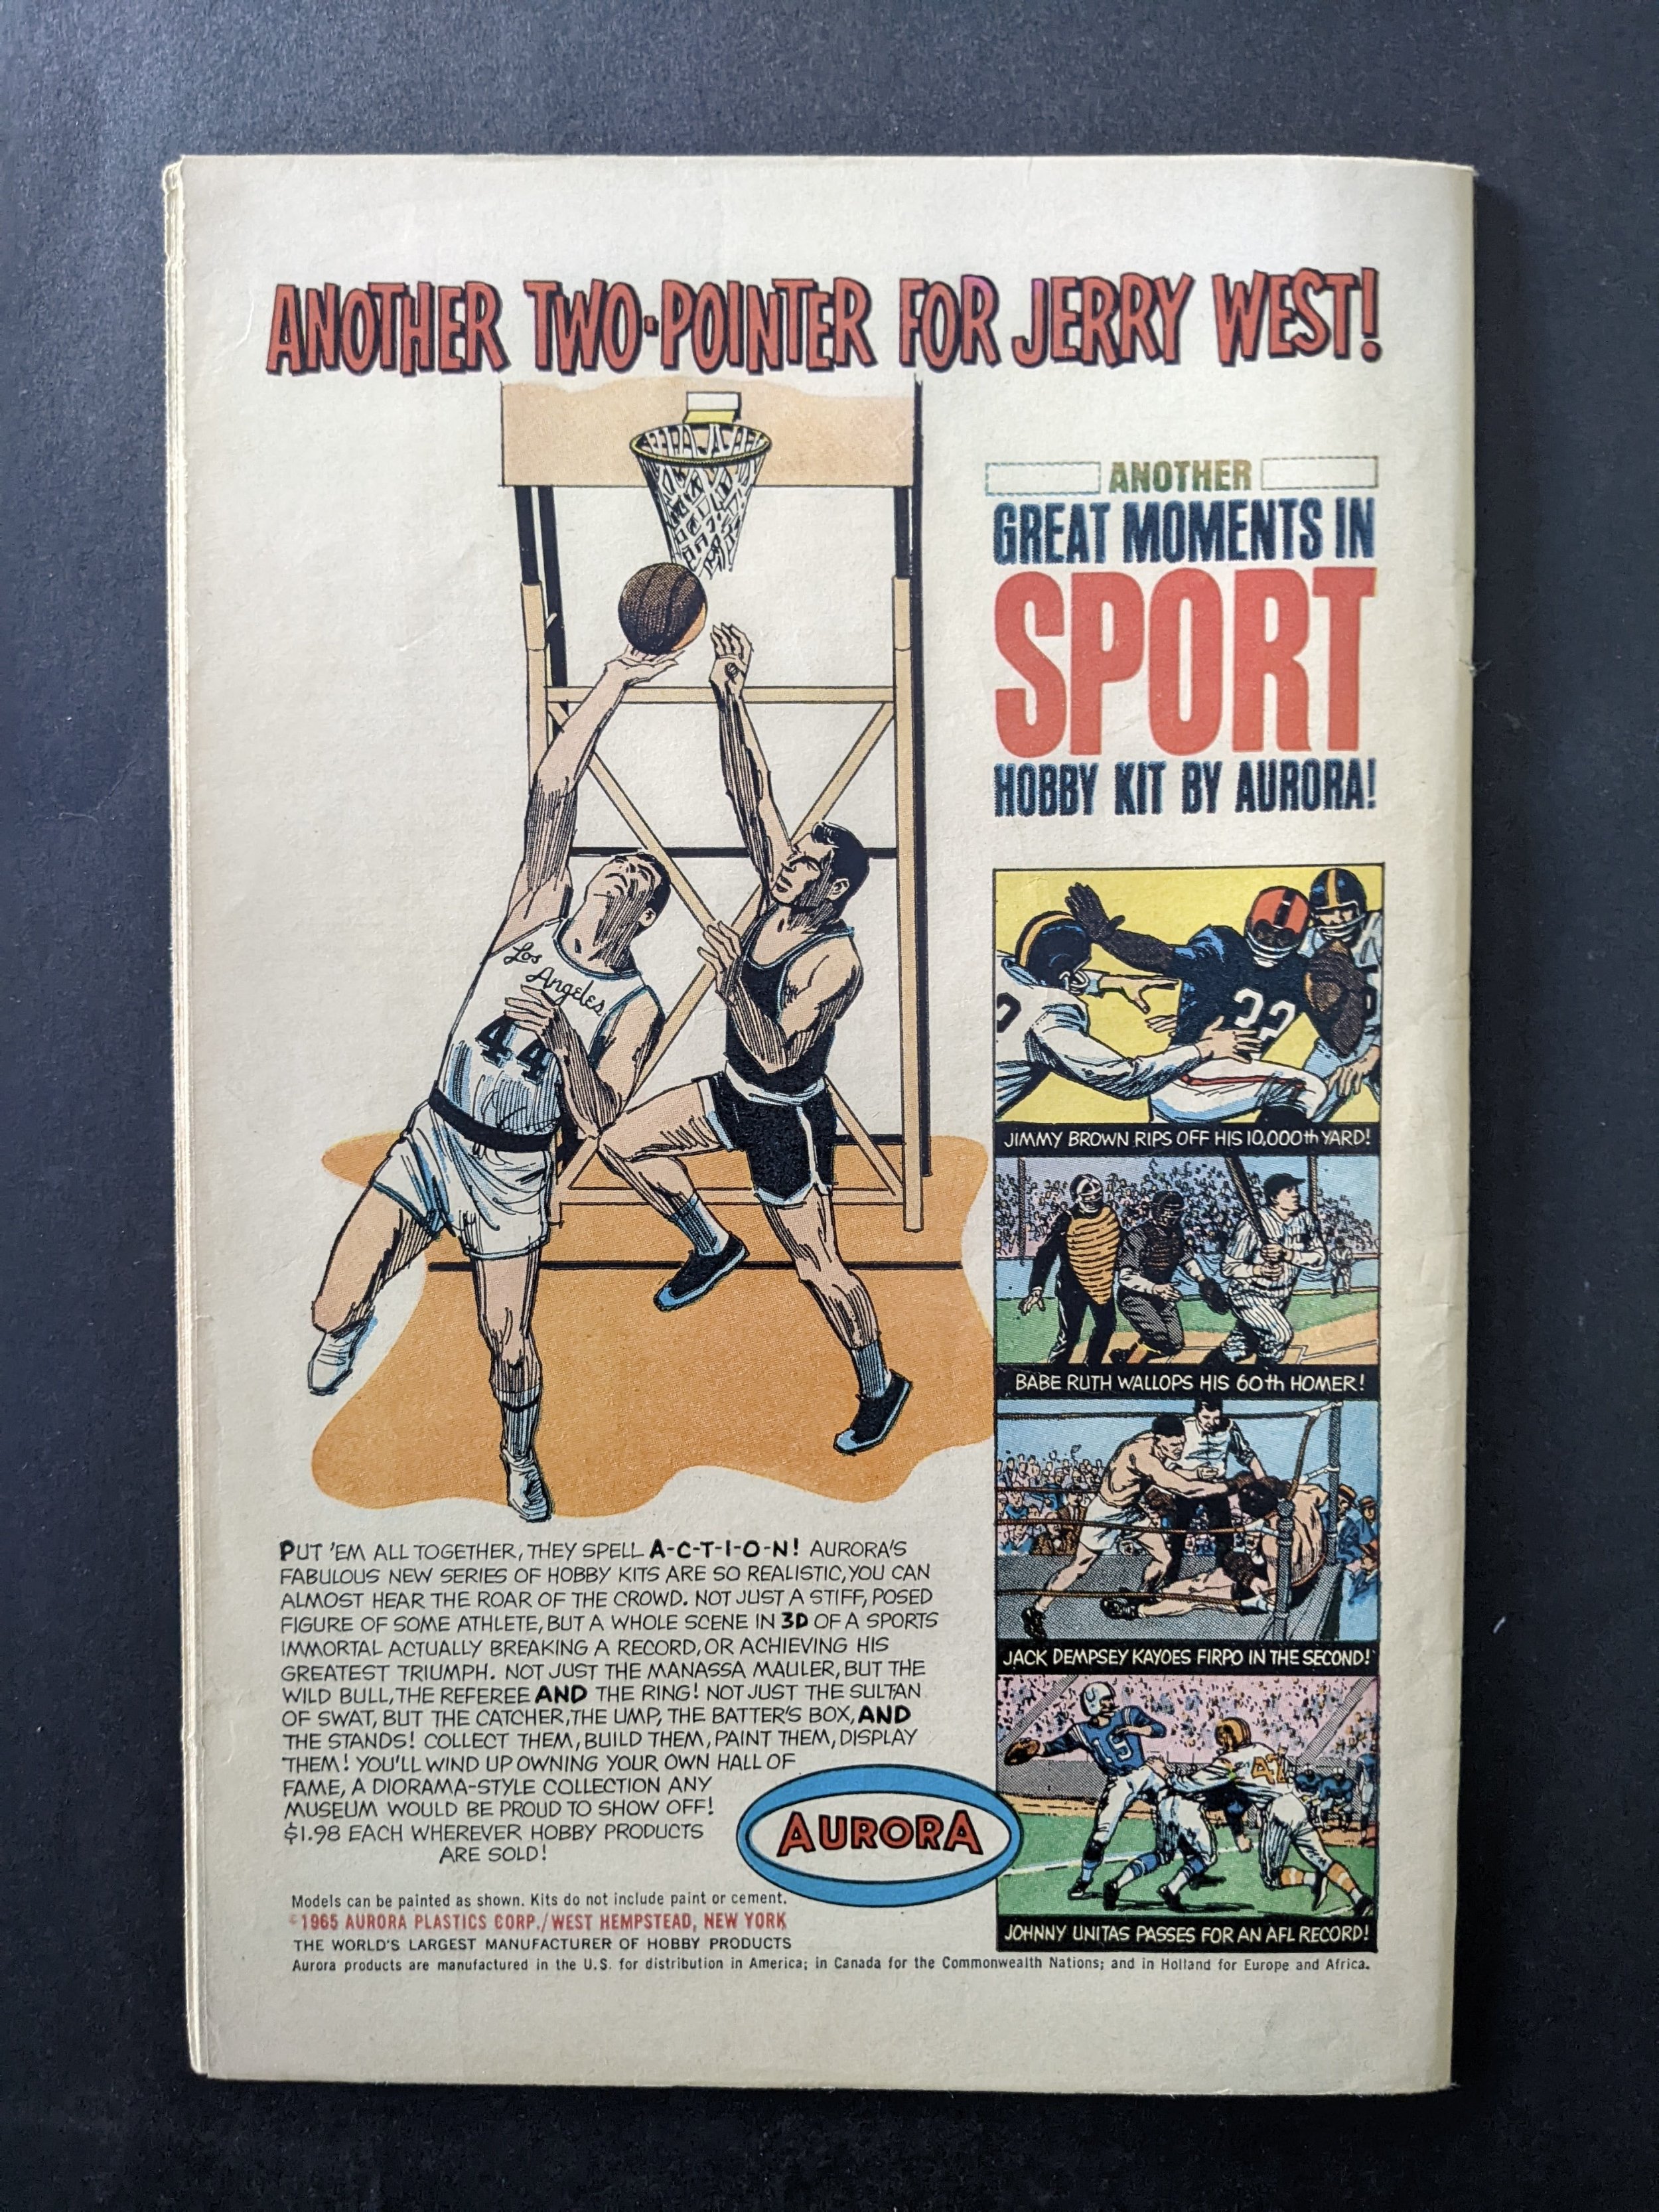 ANOTHER TWO-POINTER FOR JERRY WEST!
ANOTHER
GREAT MOMENTS IN
SPORT
HOBBY KIT BY AURORA!
Los
Angeles
44
32
JIMMY BROWN RIPS OFF HIS 10,000th YARD!
BABE RUTH WALLOPS HIS 60th HOMER!
JACK DEMPSEY KAYOES FIRPO IN THE SECOND!
15
47
JOHNNY UNITAS PASSES FOR AN AFL RECORD!
PUT 'EM ALL TOGETHER, THEY SPELL A-C-T-I-O-N! AURORA'S
FABULOUS NEW SERIES OF HOBBY KITS ARE SO REALISTIC, YOU CAN
ALMOST HEAR THE ROAR OF THE CROWD. NOT JUST A STIFF, POSED
FIGURE OF SOME ATHLETE, BUT A WHOLE SCENE IN 3D OF A SPORTS
IMMORTAL ACTUALLY BREAKING A RECORD, OR ACHIEVING HIS
GREATEST TRIUMPH. NOT JUST THE MANASSA MAULER, BUT THE
WILD BULL, THE REFEREE AND THE RING! NOT JUST THE SULTAN
OF SWAT, BUT THE CATCHER, THE UMP, THE BATTER'S BOX, AND
THE STANDS! COLLECT THEM, BUILD THEM, PAINT THEM, DISPLAY
THEM! YOU'LL WIND UP OWNING YOUR OWN HALL OF
FAME, A DIORAMA-STYLE COLLECTION ANY
MUSEUM WOULD BE PROUD TO SHOW OFF!
$1.98 EACH WHEREVER HOBBY PRODUCTS
ARE SOLD!
AURORA
Models can be painted as shown. Kits do not include paint or cement.
©1965 AURORA PLASTICS CORP./WEST HEMPSTEAD, NEW YORK
THE WORLD'S LARGEST MANUFACTURER OF HOBBY PRODUCTS
Aurora products are manufactured in the U.S. for distribution in America; in Canada for the Commonwealth Nations; and in Holland for Europe and Africa.